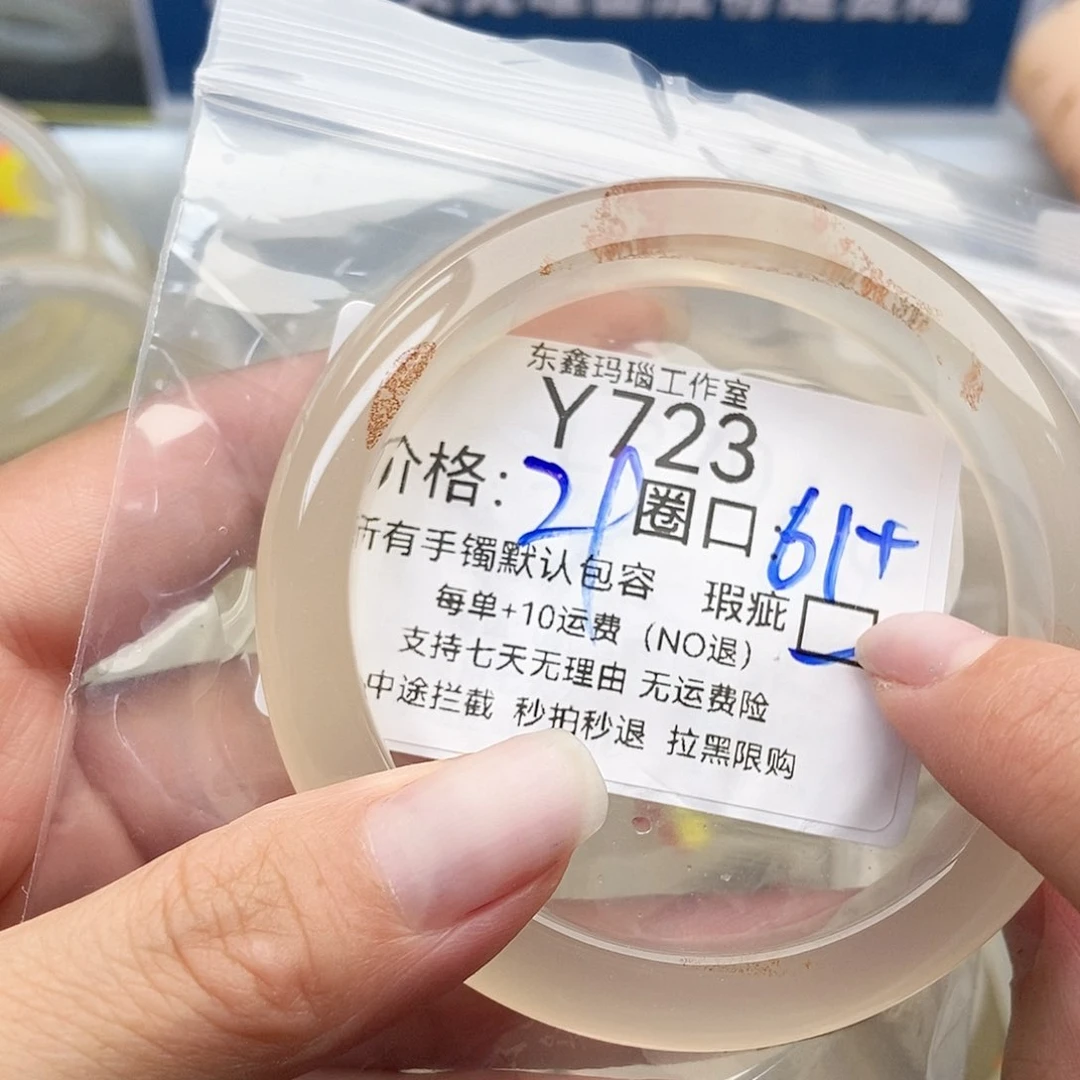 东鑫玛瑙工作室
Y723
价格: 圈口: 61+
所有手镯默认包容 瑕疵
每单+10运费 (NO退)
支持七天无理由 无运费险
中途拦截 秒拍秒退 拉黑限购